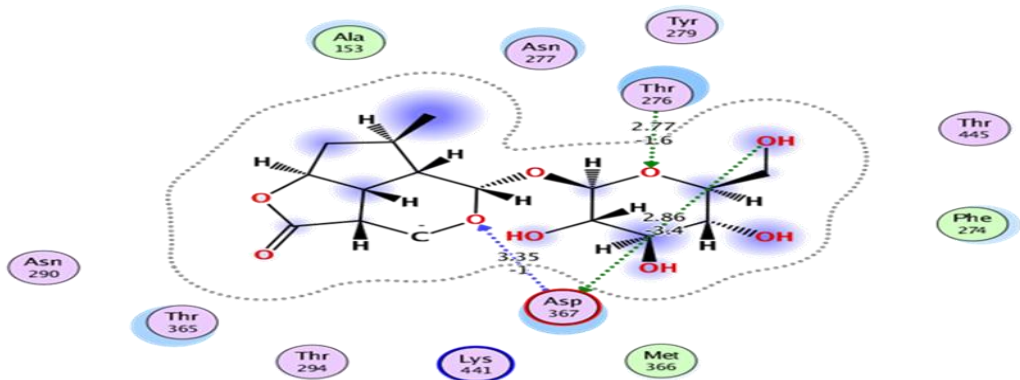 Tyr
279
Ala
153
Asn
277
Thr
276
2.77
-1.6
Thr
445
H
OH
H
H
H
O
O
H
O
H
H
O
H
Phe
274
2.86
-3.4
HO
H
OH
H
H
C
-
O
OH
3.35
-1
Asn
290
Asp
367
Thr
365
Thr
294
Lys
441
Met
366